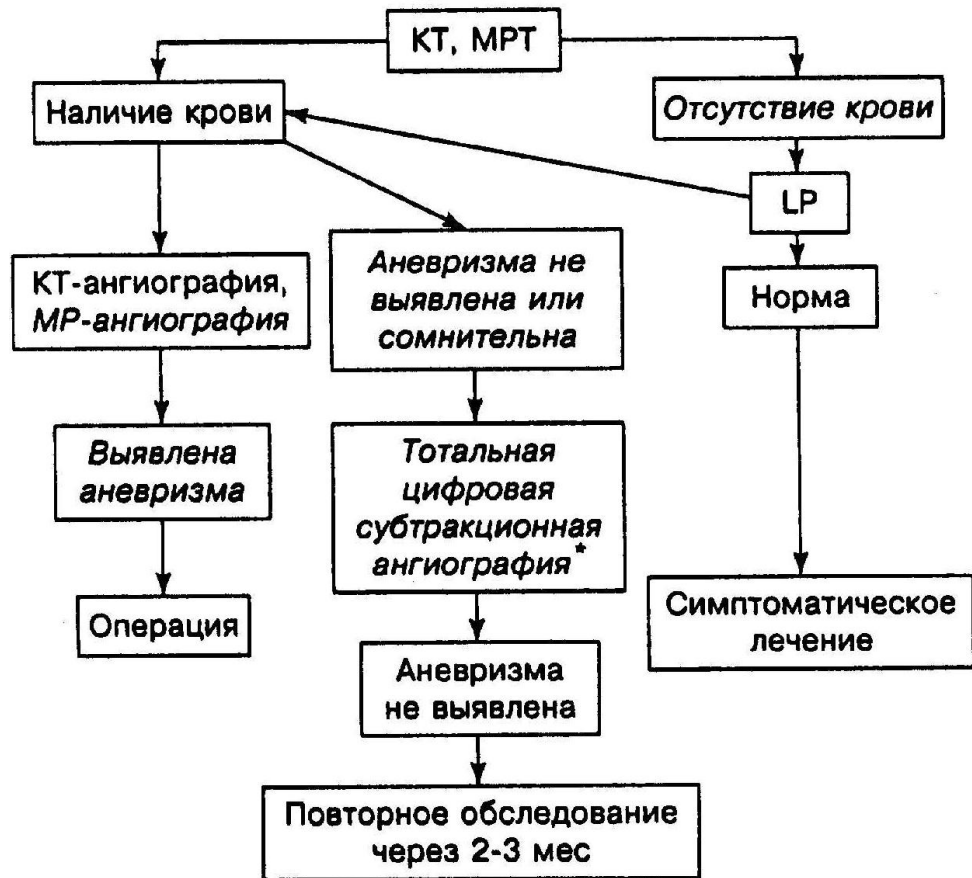 КТ, МРТ
Наличие крови
Отсутствие крови
LP
КТ-ангиография,
МР-ангиография
Аневризма не
выявлена или
сомнительна
Норма
Выявлена
аневризма
Тотальная
цифровая
субтракционная
ангиография*
Операция
Симптоматическое
лечение
Аневризма
не выявлена
Повторное обследование
через 2-3 мес